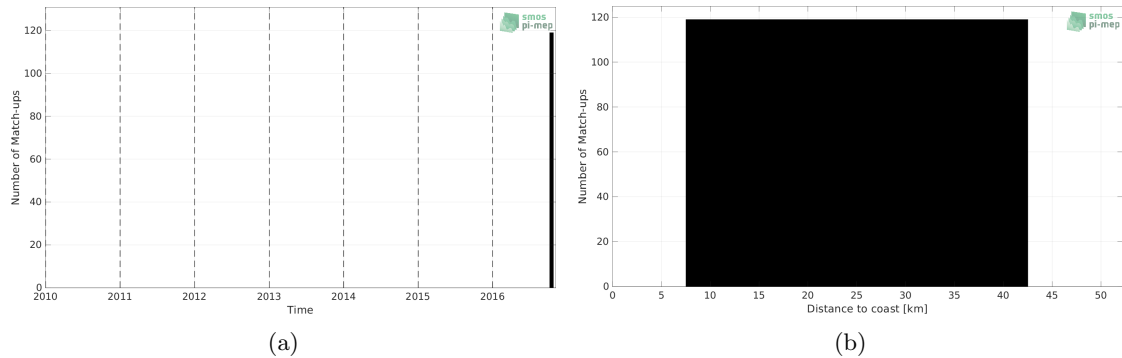 smos
pi-mep
120
100
80
60
40
20
0
Number of Match-ups
2010 2011 2012 2013 2014 2015 2016
Time
(a)
smos
pi-mep
120
100
80
60
40
20
0
Number of Match-ups
0 5 10 15 20 25 30 35 40 45 50
Distance to coast [km]
(b)